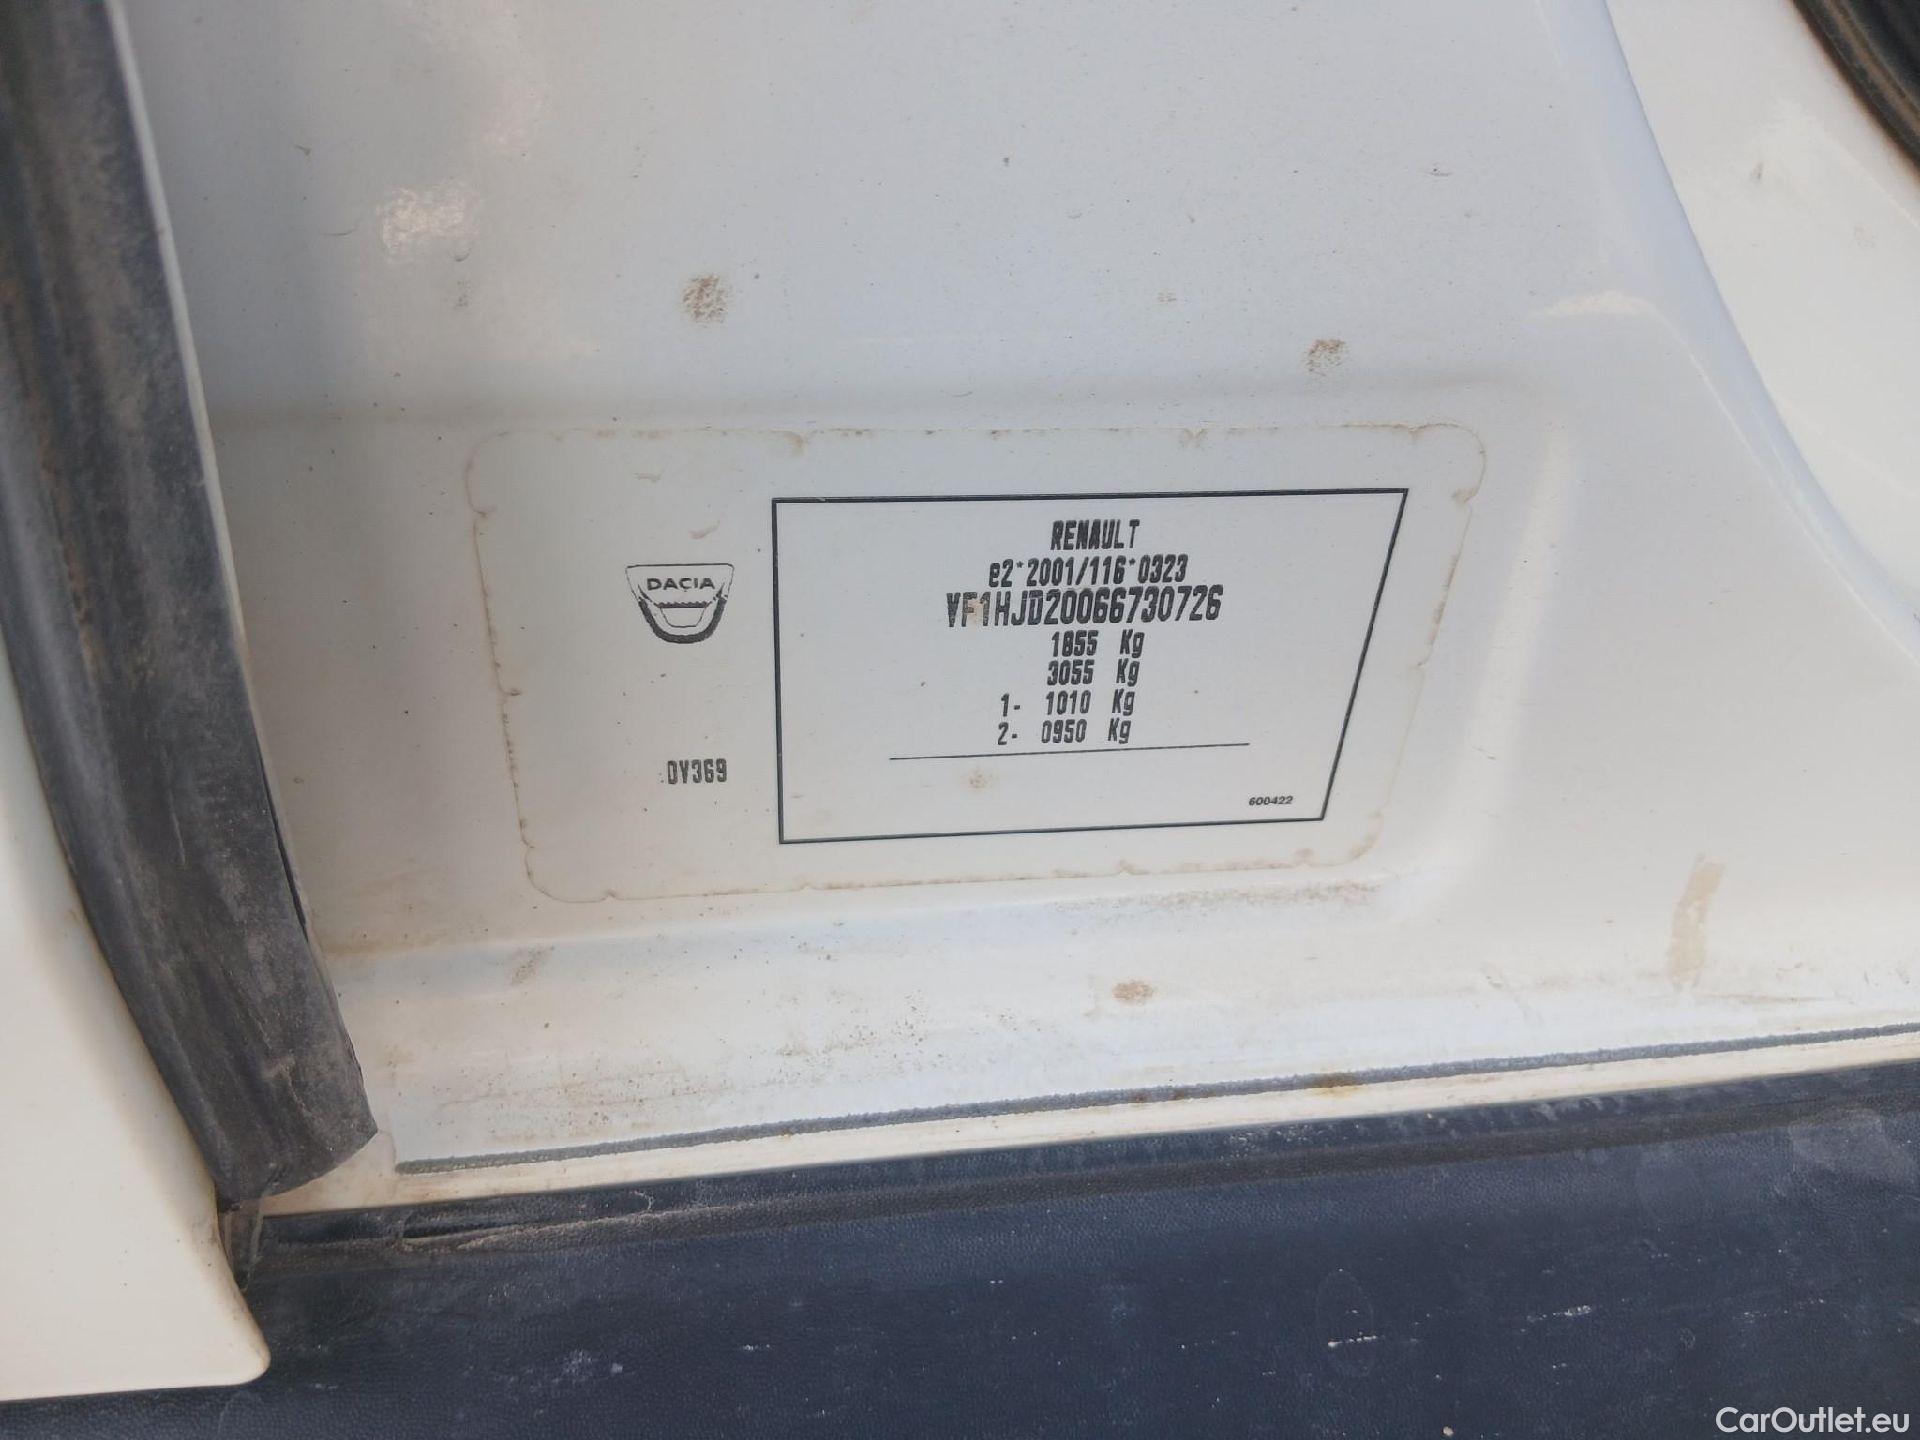 RENAULT
e2*2001/116*0323
VF1HJD20066730726
DACIA
1855 Kg
3055 Kg
1- 1010 Kg
2- 0950 Kg
DV369
600422
CarOutlet.eu